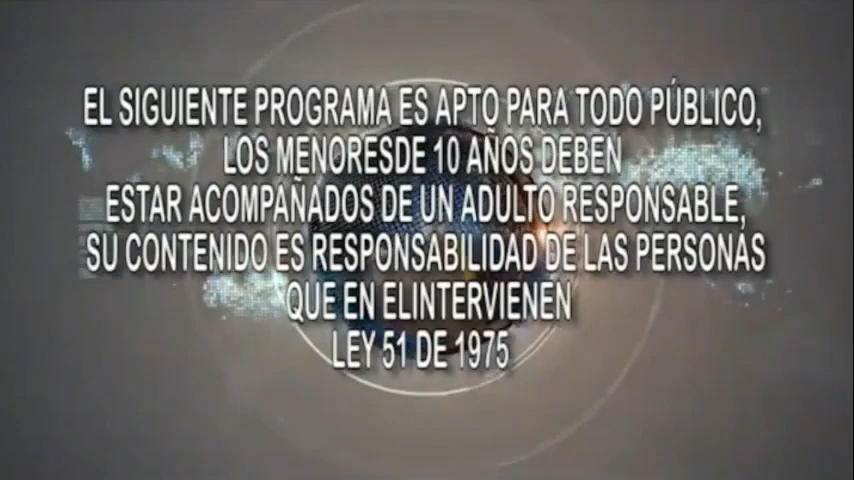 EL SIGUIENTE PROGRAMA ES APTO PARA TODO PÚBLICO,
LOS MENORESDE 10 AÑOS DEBEN
ESTAR ACOMPAÑADOS DE UN ADULTO RESPONSABLE,
SU CONTENIDO ES RESPONSABILIDAD DE LAS PERSONAS
QUE EN ELINTERVIENEN
LEY 51 DE 1975